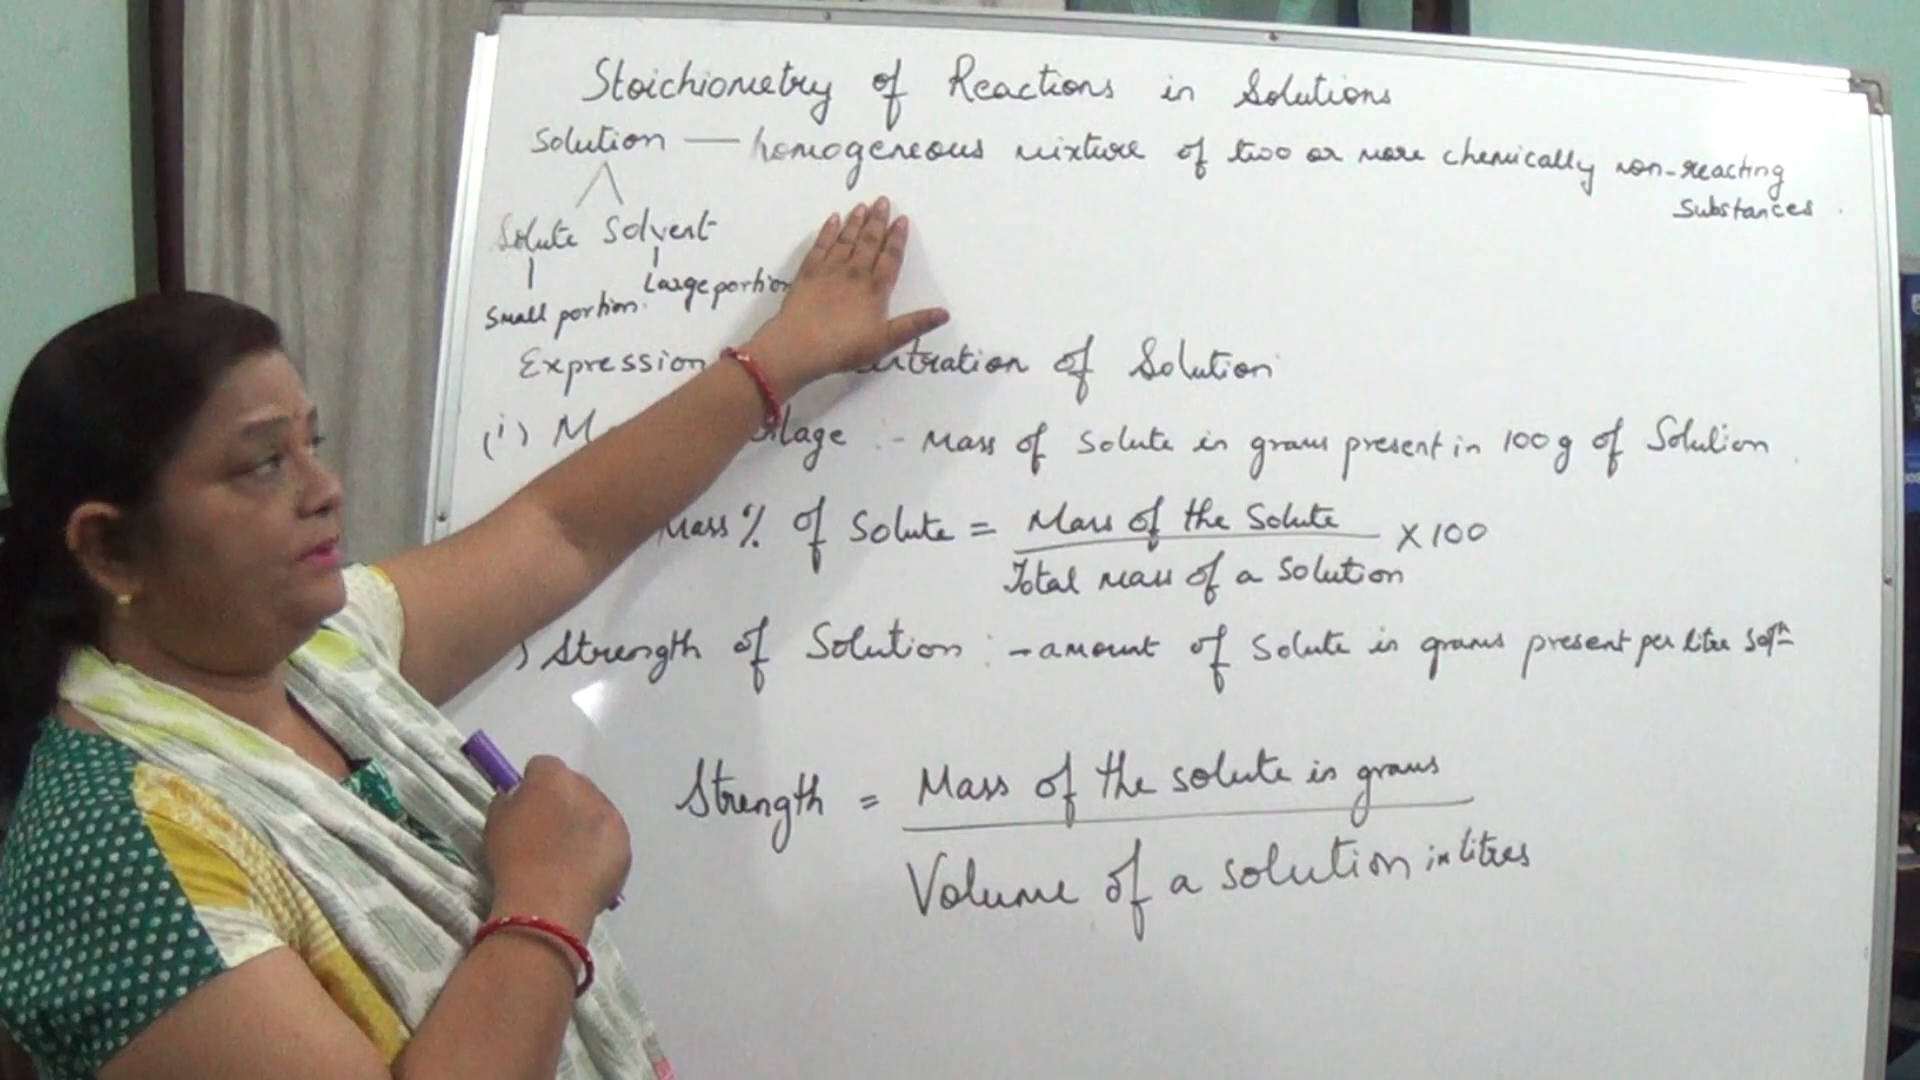 Stoichiometry of Reactions in Solutions
Solution — homogeneous mixture of two or more chemically non-reacting
Substances.
Solute Solvent
Large portion
Small portion.
Expression ntration of Solution
(i) M ntage :- Mass of Solute in grams present in 100g of Solution.
Mass % of Solute = Mass of the Solute × 100
Total mass of a Solution
) Strength of Solution :- amount of Solute in grams present per litre Solⁿ
Strength = Mass of the solute in grams
Volume of a solution in litres